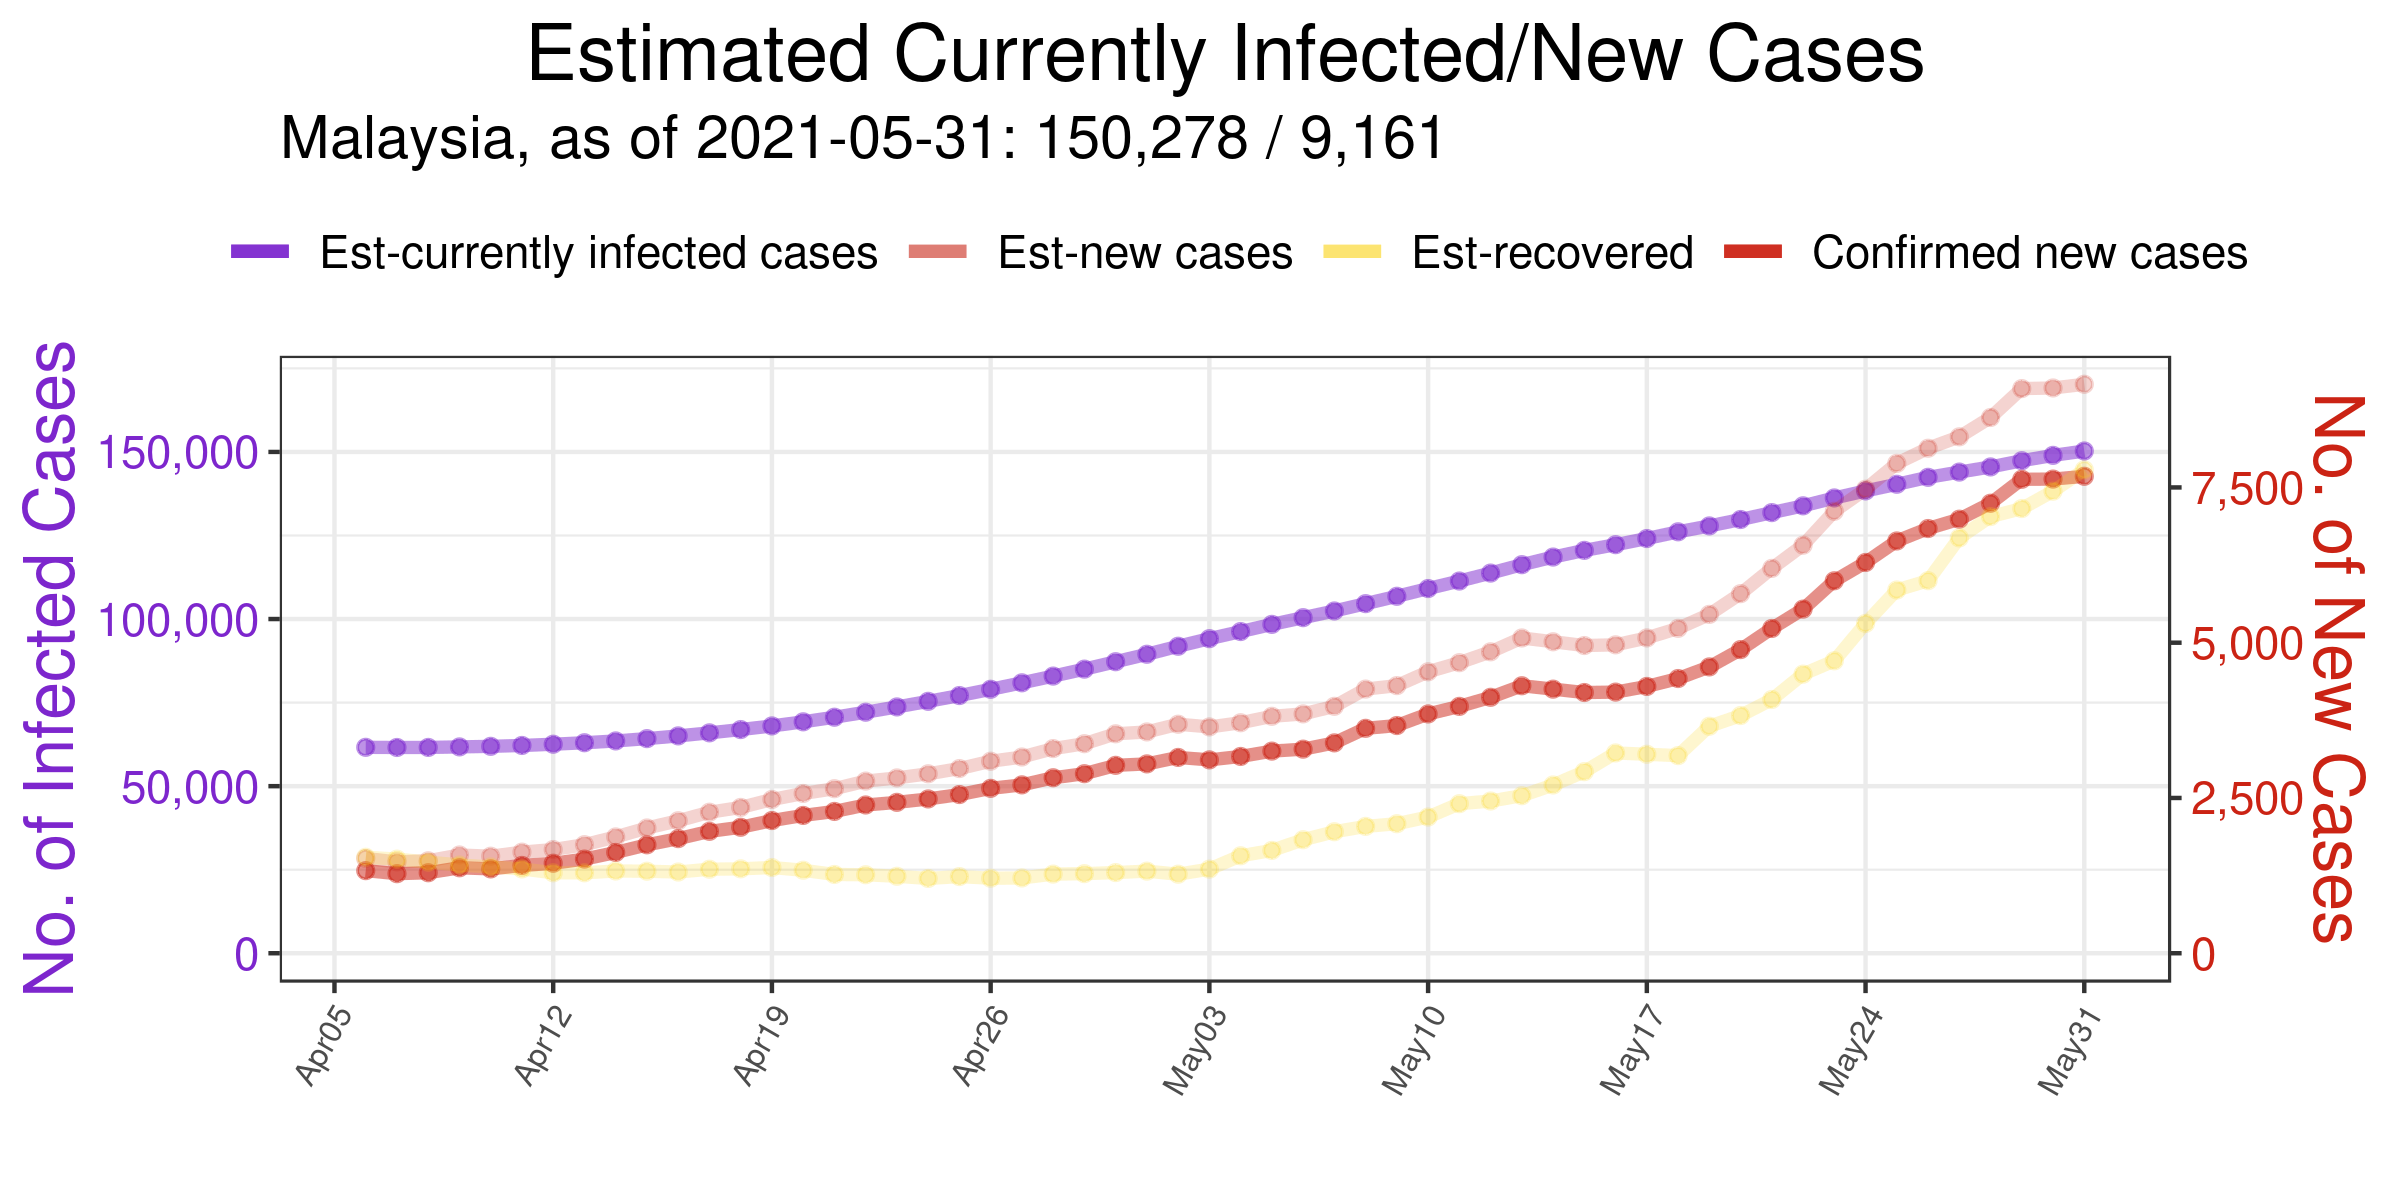 Estimated Currently Infected/New Cases
Malaysia, as of 2021-05-31: 150,278 / 9,161
Est-currently infected cases Est-new cases Est-recovered Confirmed new cases
No. of Infected Cases
150,000
100,000
50,000
0
7,500
5,000
2,500
0
No. of New Cases
Apr05 Apr12 Apr19 Apr26 May03 May10 May17 May24 May31